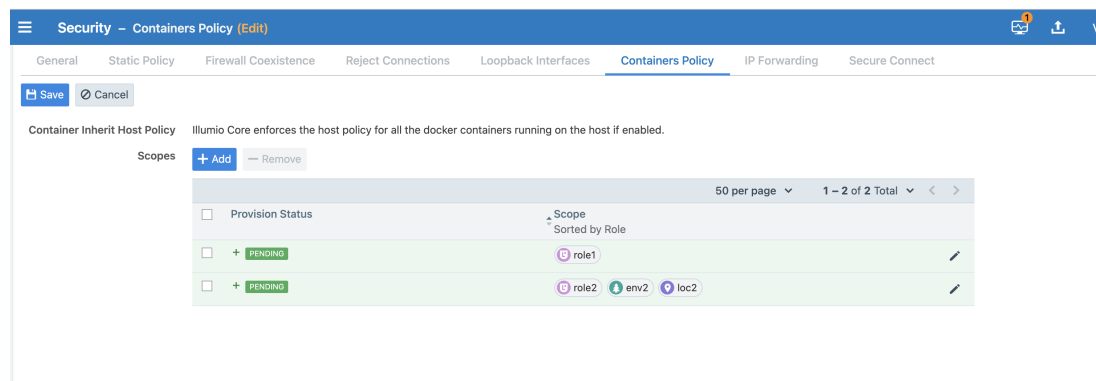 Security – Containers Policy (Edit)
1
General Static Policy Firewall Coexistence Reject Connections Loopback Interfaces Containers Policy IP Forwarding Secure Connect
Save Cancel
Container Inherit Host Policy Illumio Core enforces the host policy for all the docker containers running on the host if enabled.
Scopes + Add — Remove
50 per page 1 – 2 of 2 Total
Provision Status Scope
Sorted by Role
+ PENDING role1
+ PENDING role2 env2 loc2